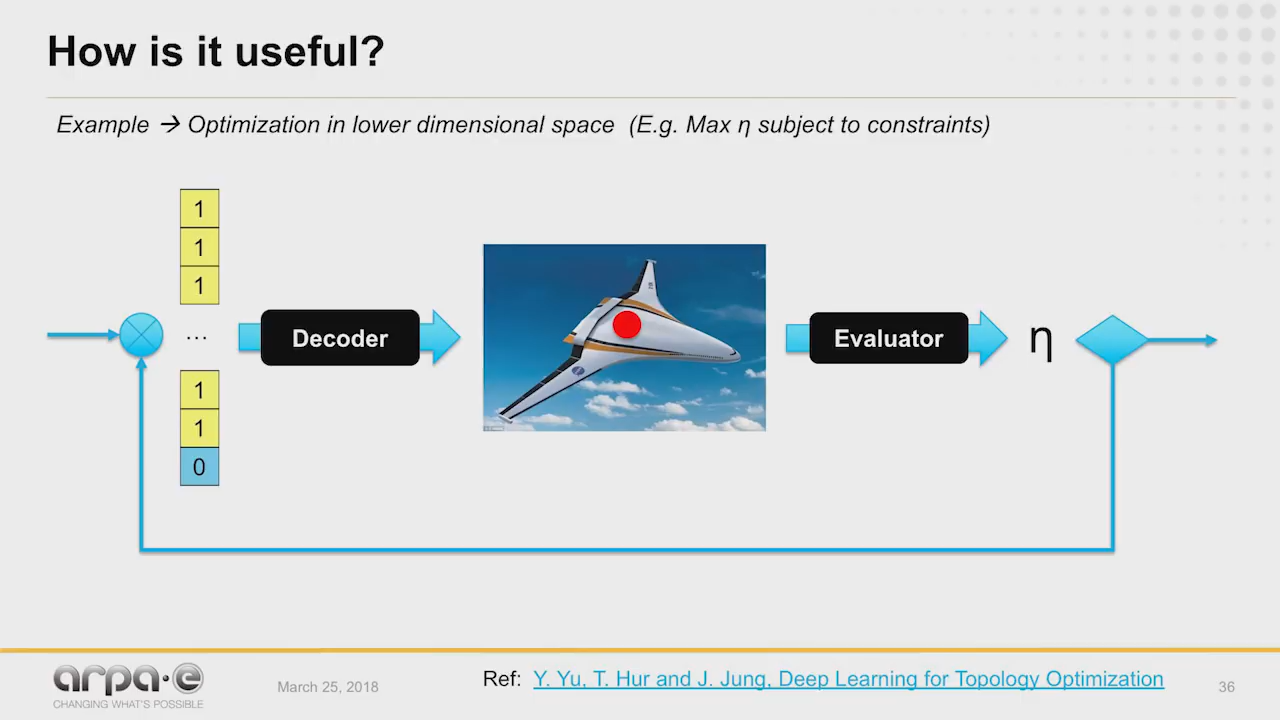 How is it useful?
Example → Optimization in lower dimensional space (E.g. Max η subject to constraints)
1
1
1
...
1
1
0
Decoder
Evaluator
η
arpa·e
CHANGING WHAT'S POSSIBLE
March 25, 2018
Ref: Y. Yu, T. Hur and J. Jung, Deep Learning for Topology Optimization
36